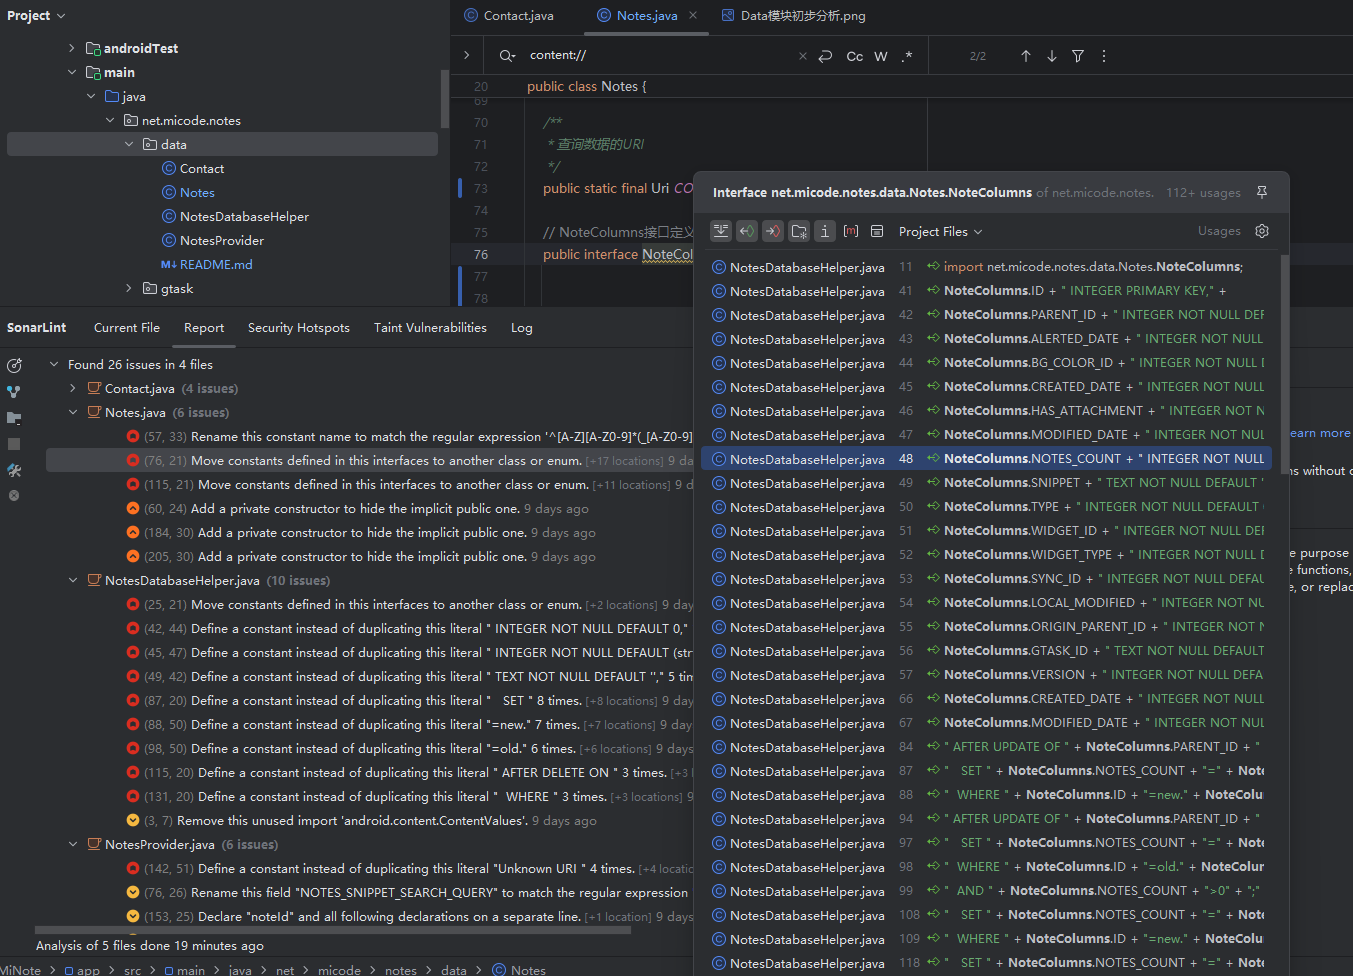 Project
androidTest
main
java
net.micode.notes
data
Contact
Notes
NotesDatabaseHelper
NotesProvider
M↓ README.md
gtask
Contact.java
Notes.java
Data模块初步分析.png
content://
Cc W .*
2/2
20 public class Notes {
69
70 /**
71 * 查询数据的URI
72 */
73 public static final Uri CO
74
75 // NoteColumns接口定义
76 public interface NoteCol
77
78
Interface net.micode.notes.data.Notes.NoteColumns of net.micode.notes. 112+ usages
Project Files
Usages
NotesDatabaseHelper.java 11 import net.micode.notes.data.Notes.NoteColumns;
NotesDatabaseHelper.java 41 NoteColumns.ID + " INTEGER PRIMARY KEY," +
NotesDatabaseHelper.java 42 NoteColumns.PARENT_ID + " INTEGER NOT NULL DEF
NotesDatabaseHelper.java 43 NoteColumns.ALERTED_DATE + " INTEGER NOT NULL
NotesDatabaseHelper.java 44 NoteColumns.BG_COLOR_ID + " INTEGER NOT NULL D
NotesDatabaseHelper.java 45 NoteColumns.CREATED_DATE + " INTEGER NOT NULL
NotesDatabaseHelper.java 46 NoteColumns.HAS_ATTACHMENT + " INTEGER NOT N
NotesDatabaseHelper.java 47 NoteColumns.MODIFIED_DATE + " INTEGER NOT NUL
NotesDatabaseHelper.java 48 NoteColumns.NOTES_COUNT + " INTEGER NOT NULL
NotesDatabaseHelper.java 49 NoteColumns.SNIPPET + " TEXT NOT NULL DEFAULT '
NotesDatabaseHelper.java 50 NoteColumns.TYPE + " INTEGER NOT NULL DEFAULT
NotesDatabaseHelper.java 51 NoteColumns.WIDGET_ID + " INTEGER NOT NULL DEF
NotesDatabaseHelper.java 52 NoteColumns.WIDGET_TYPE + " INTEGER NOT NULL D
NotesDatabaseHelper.java 53 NoteColumns.SYNC_ID + " INTEGER NOT NULL DEFAU
NotesDatabaseHelper.java 54 NoteColumns.LOCAL_MODIFIED + " INTEGER NOT NU
NotesDatabaseHelper.java 55 NoteColumns.ORIGIN_PARENT_ID + " INTEGER NOT N
NotesDatabaseHelper.java 56 NoteColumns.GTASK_ID + " TEXT NOT NULL DEFAULT
NotesDatabaseHelper.java 57 NoteColumns.VERSION + " INTEGER NOT NULL DEFA
NotesDatabaseHelper.java 66 NoteColumns.CREATED_DATE + " INTEGER NOT NULL
NotesDatabaseHelper.java 67 NoteColumns.MODIFIED_DATE + " INTEGER NOT NUL
NotesDatabaseHelper.java 84 " AFTER UPDATE OF " + NoteColumns.PARENT_ID + "
NotesDatabaseHelper.java 87 "   SET " + NoteColumns.NOTES_COUNT + "=" + Note
NotesDatabaseHelper.java 88 "  WHERE " + NoteColumns.ID + "=new." + NoteColu
NotesDatabaseHelper.java 94 " AFTER UPDATE OF " + NoteColumns.PARENT_ID + "
NotesDatabaseHelper.java 97 "   SET " + NoteColumns.NOTES_COUNT + "=" + Note
NotesDatabaseHelper.java 98 "  WHERE " + NoteColumns.ID + "=old." + NoteColur
NotesDatabaseHelper.java 99 "  AND " + NoteColumns.NOTES_COUNT + ">0" + ";"
NotesDatabaseHelper.java 108 "   SET " + NoteColumns.NOTES_COUNT + "=" + Note
NotesDatabaseHelper.java 109 "  WHERE " + NoteColumns.ID + "=new." + NoteColu
NotesDatabaseHelper.java 118 "   SET " + NoteColumns.NOTES_COUNT + "=" + Note
SonarLint Current File Report Security Hotspots Taint Vulnerabilities Log
Found 26 issues in 4 files
Contact.java (4 issues)
Notes.java (6 issues)
(57, 33) Rename this constant name to match the regular expression '^[A-Z][A-Z0-9]*(_[A-Z0-9]
(76, 21) Move constants defined in this interfaces to another class or enum. [+17 locations] 9 da
(115, 21) Move constants defined in this interfaces to another class or enum. [+11 locations] 9 d
(60, 24) Add a private constructor to hide the implicit public one. 9 days ago
(184, 30) Add a private constructor to hide the implicit public one. 9 days ago
(205, 30) Add a private constructor to hide the implicit public one. 9 days ago
NotesDatabaseHelper.java (10 issues)
(25, 21) Move constants defined in this interfaces to another class or enum. [+2 locations] 9 day
(42, 44) Define a constant instead of duplicating this literal " INTEGER NOT NULL DEFAULT 0,"
(45, 47) Define a constant instead of duplicating this literal " INTEGER NOT NULL DEFAULT (str
(49, 42) Define a constant instead of duplicating this literal " TEXT NOT NULL DEFAULT ''," 5 tim
(87, 20) Define a constant instead of duplicating this literal "   SET " 8 times. [+8 locations] 9 day
(88, 50) Define a constant instead of duplicating this literal "=new." 7 times. [+7 locations] 9 day
(98, 50) Define a constant instead of duplicating this literal "=old." 6 times. [+6 locations] 9 days
(115, 20) Define a constant instead of duplicating this literal " AFTER DELETE ON " 3 times. [+3 l
(131, 20) Define a constant instead of duplicating this literal "  WHERE " 3 times. [+3 locations] 9
(3, 7) Remove this unused import 'android.content.ContentValues'. 9 days ago
NotesProvider.java (6 issues)
(142, 51) Define a constant instead of duplicating this literal "Unknown URI " 4 times. [+4 locatio
(76, 26) Rename this field "NOTES_SNIPPET_SEARCH_QUERY" to match the regular expression
(153, 25) Declare "noteId" and all following declarations on a separate line. [+1 location] 9 days
earn more
ns without c
e purpose
e functions,
e, or replac
Analysis of 5 files done 19 minutes ago
MiNote > app > src > main > java > net > micode > notes > data > Notes